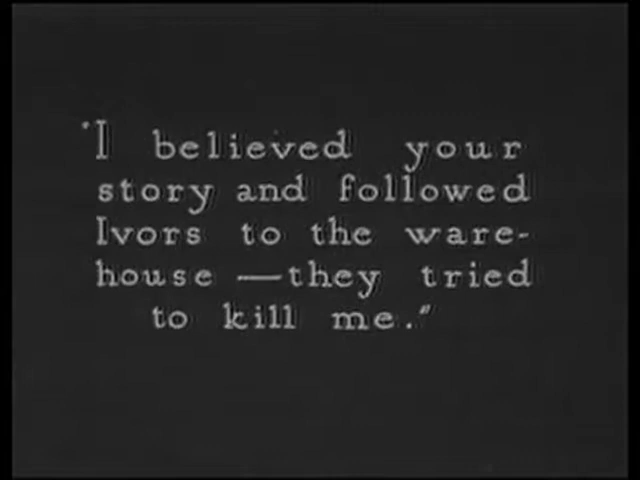 "I believed your
story and followed
Ivors to the ware-
house —they tried
to kill me."